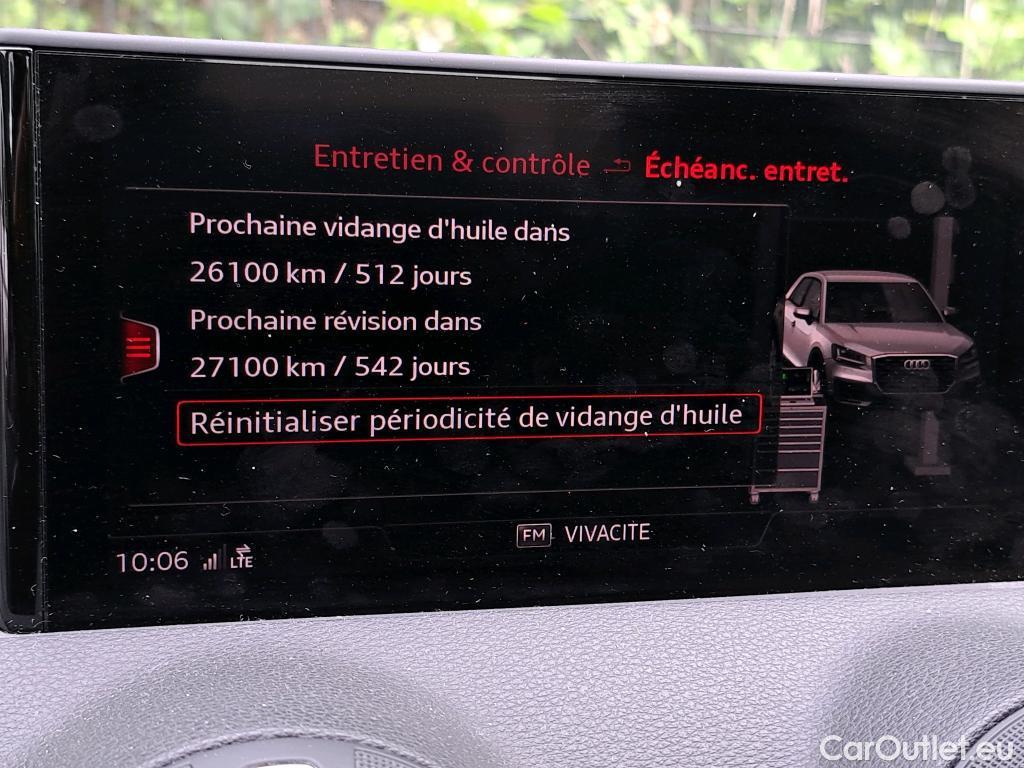 Entretien & contrôle Échéanc. entret.
Prochaine vidange d'huile dans
26100 km / 512 jours
Prochaine révision dans
27100 km / 542 jours
Réinitialiser périodicité de vidange d'huile
FM VIVACITE
10:06 LTE
CarOutlet.eu